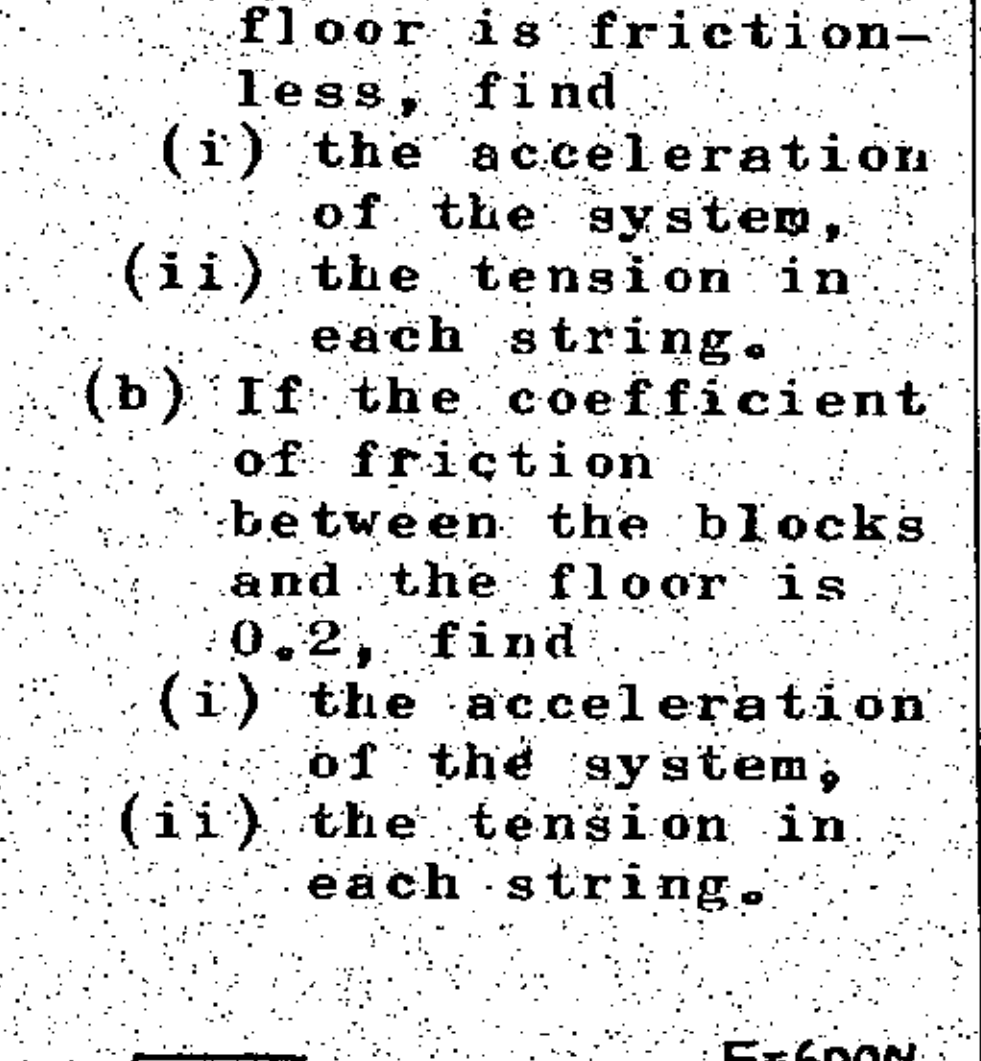 floor is friction-
less, find
(i) the acceleration
of the system,
(ii) the tension in
each string.
(b) If the coefficient
of friction
between the blocks
and the floor is
0.2, find
(i) the acceleration
of the system,
(ii) the tension in
each string.